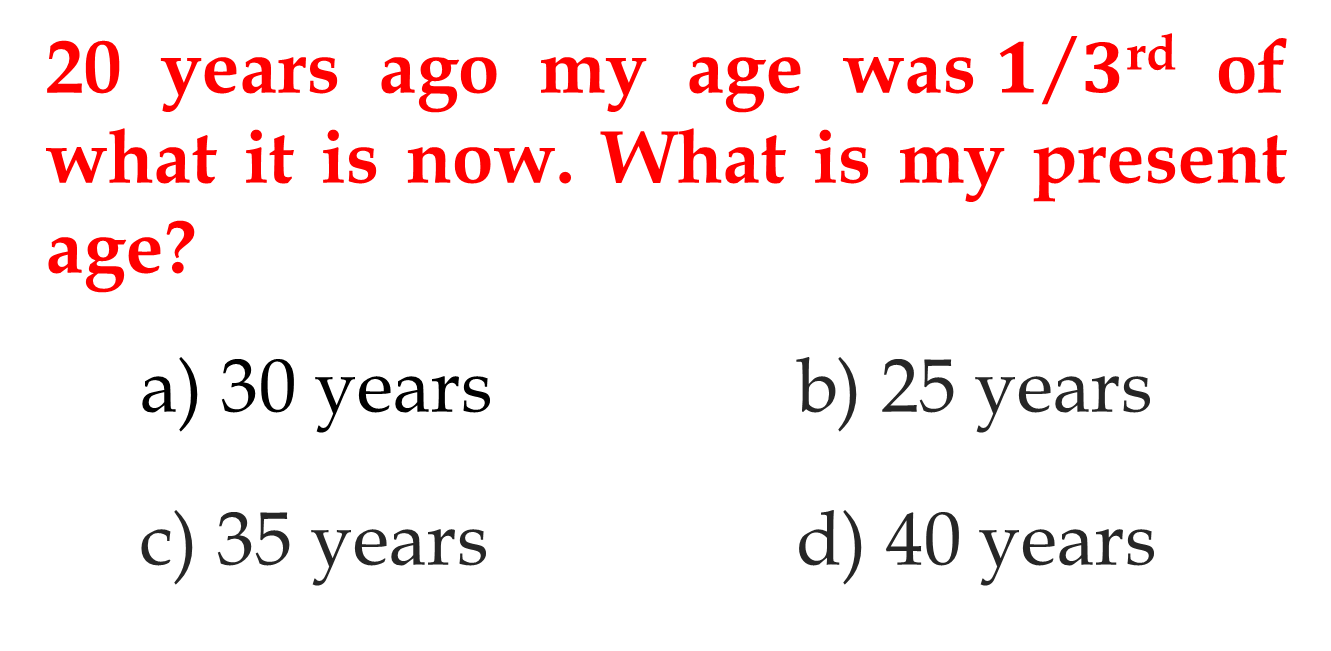 20 years ago my age was 1/3rd of
what it is now. What is my present
age?
a) 30 years b) 25 years
c) 35 years d) 40 years